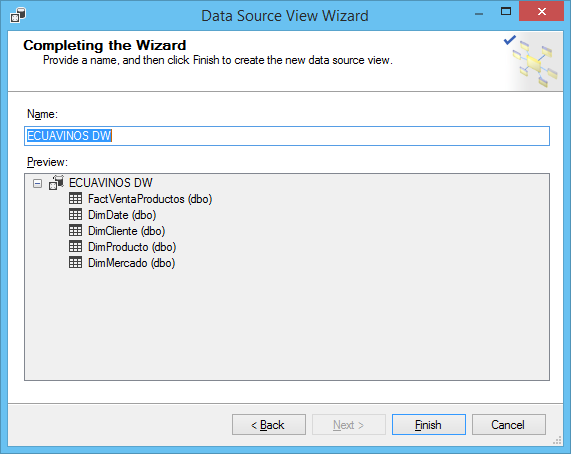 Data Source View Wizard
Completing the Wizard
Provide a name, and then click Finish to create the new data source view.
Name:
ECUAVINOS DW
Preview:
ECUAVINOS DW
FactVentaProductos (dbo)
DimDate (dbo)
DimCliente (dbo)
DimProducto (dbo)
DimMercado (dbo)
< Back Next > Finish Cancel